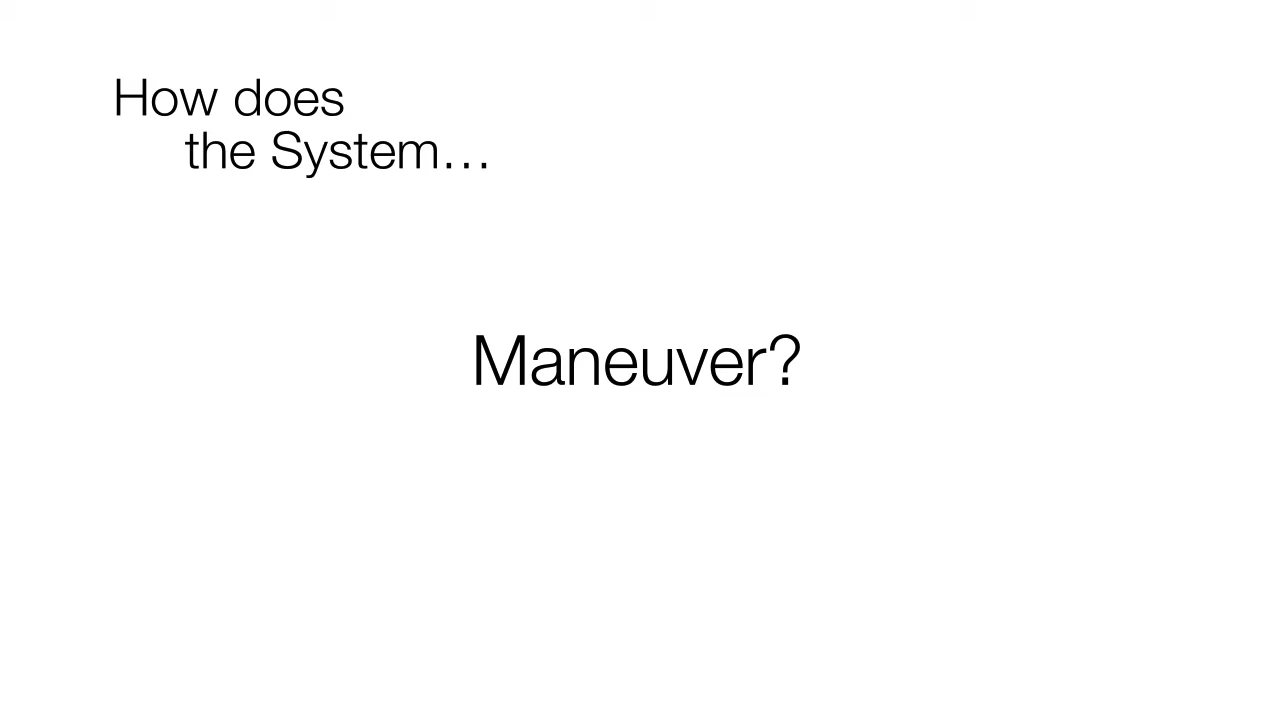 How does
the System…
Maneuver?